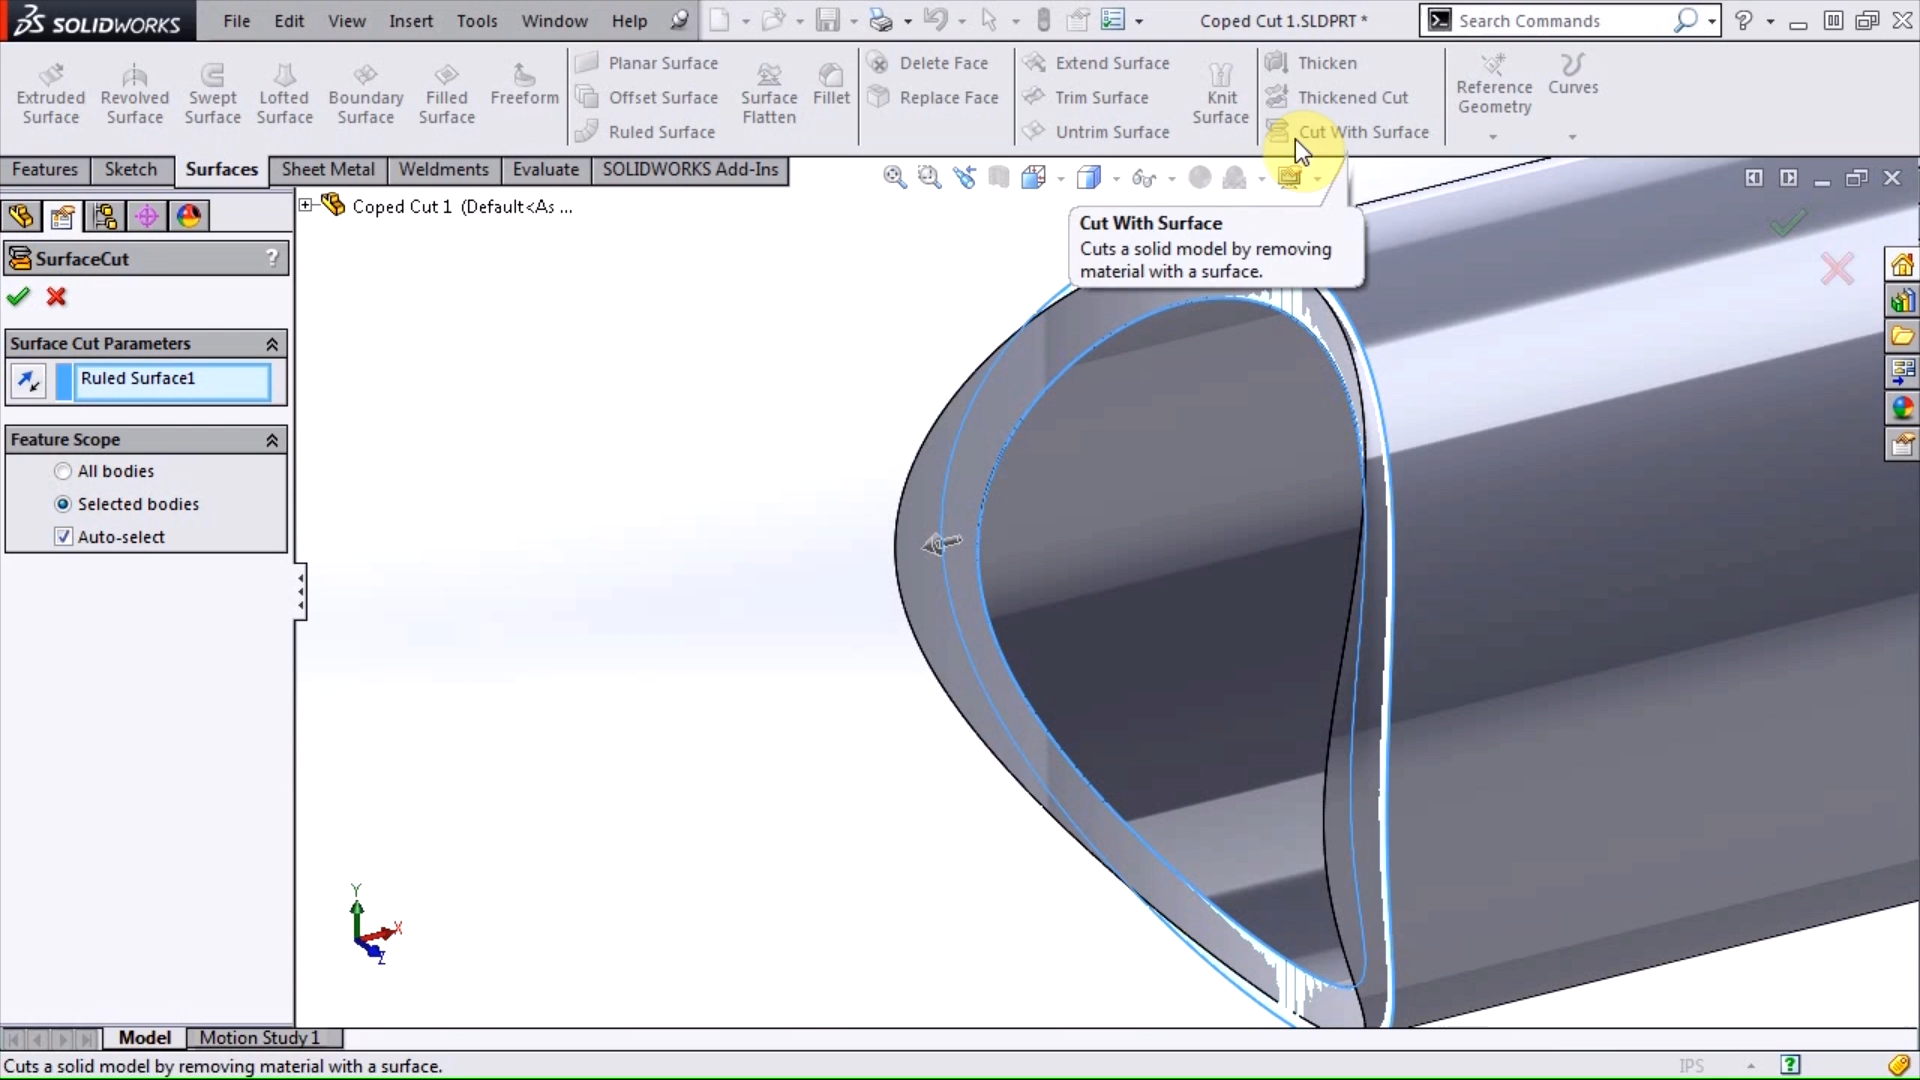 SOLIDWORKS
File Edit View Insert Tools Window Help
Coped Cut 1.SLDPRT *
Search Commands
Extruded Surface
Revolved Surface
Swept Surface
Lofted Surface
Boundary Surface
Filled Surface
Freeform
Planar Surface
Offset Surface
Ruled Surface
Surface Flatten
Fillet
Delete Face
Replace Face
Extend Surface
Trim Surface
Untrim Surface
Knit Surface
Thicken
Thickened Cut
Cut With Surface
Reference Geometry
Curves
Features Sketch Surfaces Sheet Metal Weldments Evaluate SOLIDWORKS Add-Ins
Coped Cut 1 (Default<As ...
Cut With Surface
Cuts a solid model by removing
material with a surface.
SurfaceCut ?
Surface Cut Parameters
Ruled Surface1
Feature Scope
All bodies
Selected bodies
Auto-select
Y
X
Z
Model Motion Study 1
Cuts a solid model by removing material with a surface.
IPS